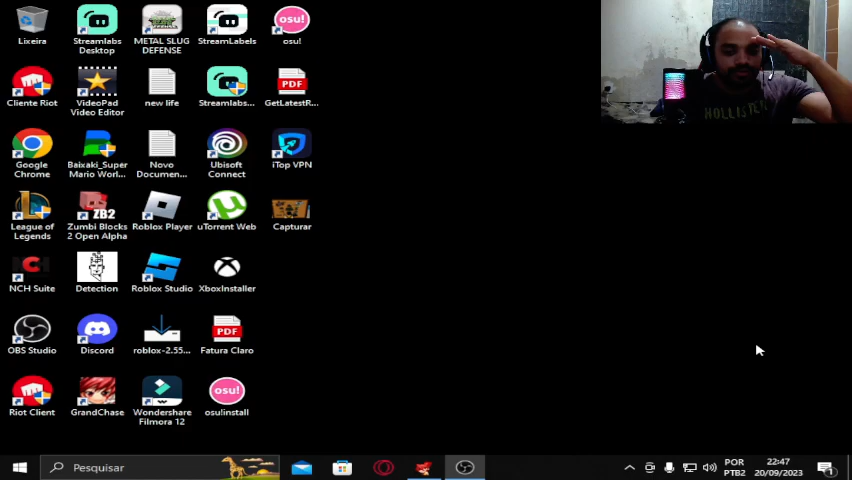 Lixeira
Streamlabs
Desktop
METAL SLUG
DEFENSE
StreamLabels
osu!
osu!
Cliente Riot
VideoPad
Video Editor
new life
Streamlabs...
PDF
GetLatestR...
Google
Chrome
Baixaki_Super
Mario Worl...
Novo
Documen...
Ubisoft
Connect
iTop VPN
League of
Legends
ZB2
Zumbi Blocks
2 Open Alpha
Roblox Player
uTorrent Web
Capturar
NCH Suite
Detection
Roblox Studio
XboxInstaller
OBS Studio
Discord
roblox-2.55...
PDF
Fatura Claro
Riot Client
GrandChase
Wondershare
Filmora 12
osu!
osu!install
HOLLISTER
Pesquisar
POR
PTB2
22:47
20/09/2023
1